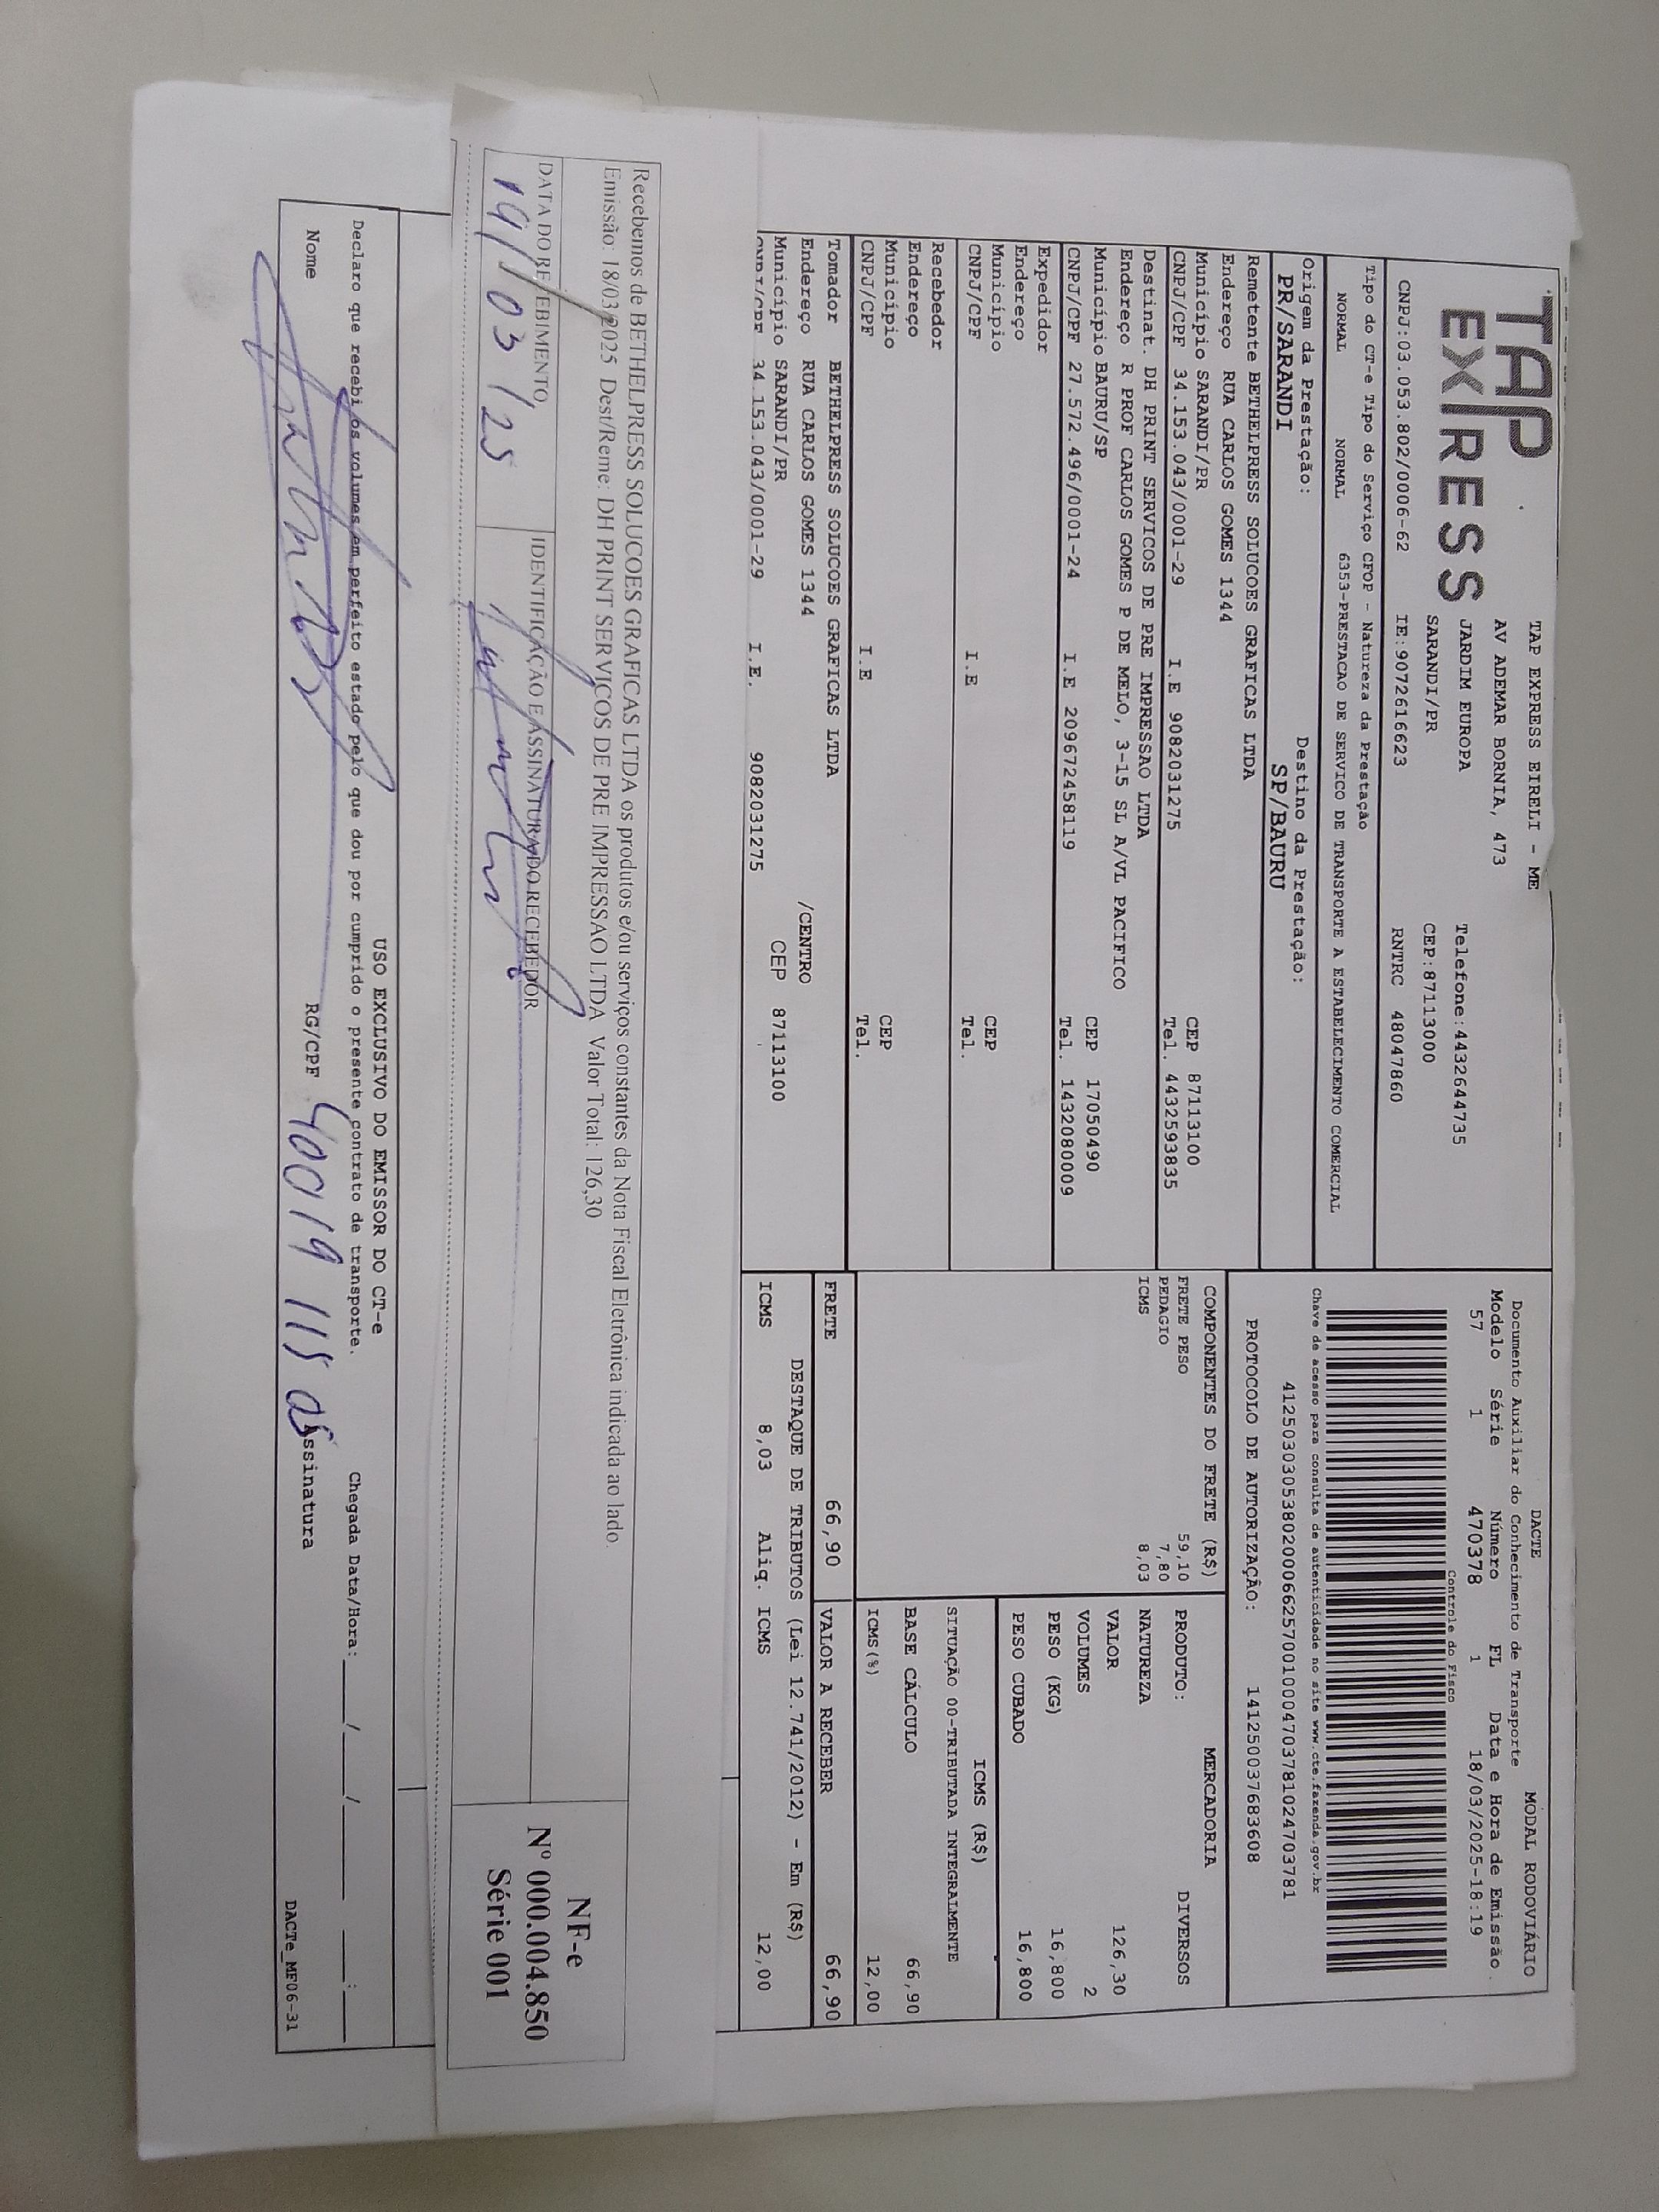 TAP EXPRESS
TAP EXPRESS EIRELI - ME
AV ADEMAR BORNIA, 473
JARDIM EUROPA Telefone:4432644735
SARANDI/PR CEP:87113000
CNPJ:03.053.802/0006-62 IE:9072616623 RNTRC 48047860
Tipo do CT-e Tipo do Serviço CFOP - Natureza da Prestação
NORMAL NORMAL 6353-PRESTACAO DE SERVICO DE TRANSPORTE A ESTABELECIMENTO COMERCIAL
Origem da Prestação: Destino da Prestação:
PR/SARANDI SP/BAURU
Remetente BETHELPRESS SOLUCOES GRAFICAS LTDA
Endereço RUA CARLOS GOMES 1344
Município SARANDI/PR CEP 87113100
CNPJ/CPF 34.153.043/0001-29 I.E 9082031275 Tel. 4432593835
Destinat. DH PRINT SERVICOS DE PRE IMPRESSAO LTDA
Endereço R PROF CARLOS GOMES P DE MELO, 3-15 SL A/VL PACIFICO
Município BAURU/SP CEP 17050490
CNPJ/CPF 27.572.496/0001-24 I.E 209672458119 Tel. 1432080009
Expedidor
Endereço
Município CEP
CNPJ/CPF I.E Tel.
Recebedor
Endereço
Município CEP
CNPJ/CPF I.E Tel.
Tomador BETHELPRESS SOLUCOES GRAFICAS LTDA
Endereço RUA CARLOS GOMES 1344 /CENTRO
Município SARANDI/PR CEP 87113100
CNPJ/CPF 34.153.043/0001-29 I.E. 9082031275
DACTE MODAL RODOVIÁRIO
Documento Auxiliar do Conhecimento de Transporte
Modelo Série Número FL Data e Hora de Emissão
57 1 470378 1 18/03/2025-18:19
Controle do Fisco
Chave de acesso para consulta de autenticidade no site www.cte.fazenda.gov.br
41250303053802000662570010004703781024703781
PROTOCOLO DE AUTORIZAÇÃO: 141250037683608
COMPONENTES DO FRETE (R$)
FRETE PESO 59,10
PEDAGIO 7,80
ICMS 8,03
MERCADORIA
PRODUTO: DIVERSOS
NATUREZA
VALOR 126,30
VOLUMES 2
PESO (KG) 16,800
PESO CUBADO 16,800
ICMS (R$)
SITUAÇÃO 00-TRIBUTADA INTEGRALMENTE
BASE CÁLCULO 66,90
ICMS(%) 12,00
FRETE 66,90 VALOR A RECEBER 66,90
DESTAQUE DE TRIBUTOS (Lei 12.741/2012) - Em (R$)
ICMS 8,03 Aliq. ICMS 12,00
Recebemos de BETHELPRESS SOLUCOES GRAFICAS LTDA os produtos e/ou serviços constantes da Nota Fiscal Eletrônica indicada ao lado.
Emissão: 18/03/2025 Dest/Reme: DH PRINT SERVICOS DE PRE IMPRESSAO LTDA Valor Total: 126,30
DATA DO RECEBIMENTO IDENTIFICAÇÃO E ASSINATURA DO RECEBEDOR
19/03/25
NF-e
Nº 000.004.850
Série 001
USO EXCLUSIVO DO EMISSOR DO CT-e
Declaro que recebi os volumes em perfeito estado pelo que dou por cumprido o presente contrato de transporte. Chegada Data/Hora: ___/___/_____ ___:___
Nome RG/CPF 40019 115 05 Assinatura
DACTe_MF06-31